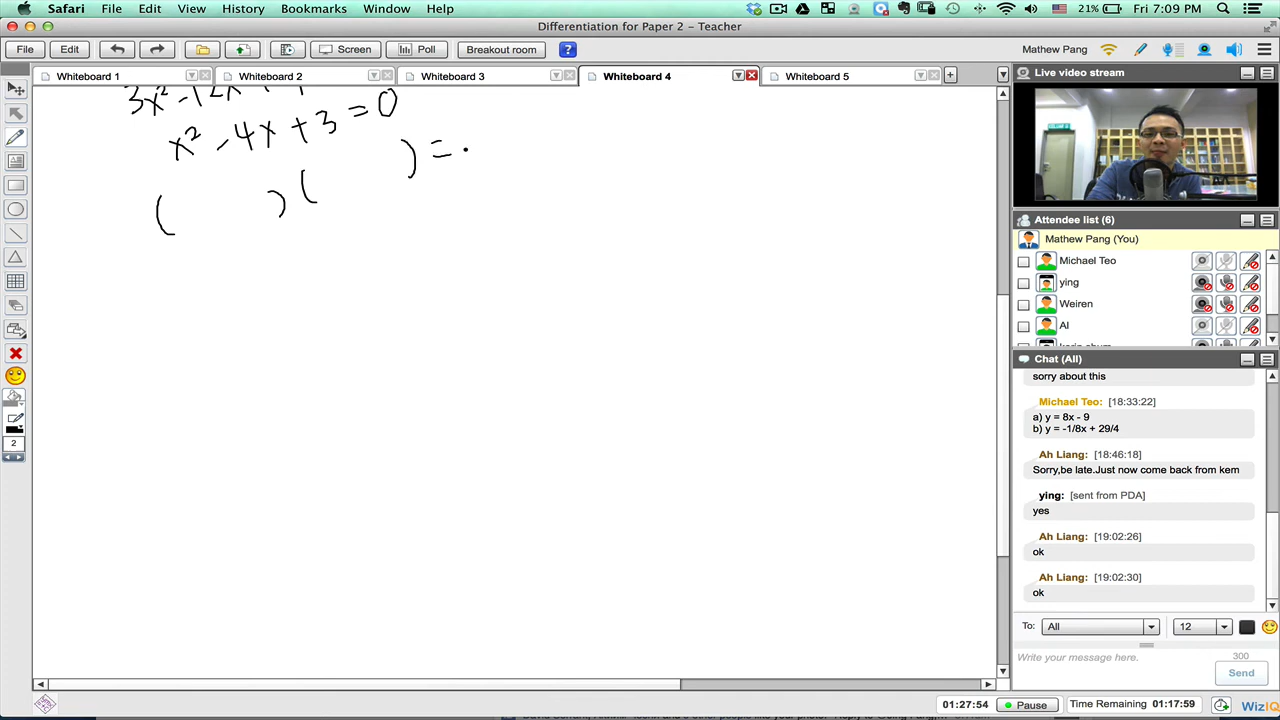 Safari File Edit View History Bookmarks Window Help 21% Fri 7:09 PM
Differentiation for Paper 2 - Teacher
File Edit Screen Poll Breakout room ? Mathew Pang
Whiteboard 1 Whiteboard 2 Whiteboard 3 Whiteboard 4 Whiteboard 5
Live video stream
3x² -12x
x² - 4x + 3 = 0
( ) ( ) =
Attendee list (6)
Mathew Pang (You)
Michael Teo
ying
Weiren
Chat (All)
sorry about this
Michael Teo: [18:33:22]
a) y = 8x - 9
b) y = -1/8x + 29/4
Ah Liang: [18:46:18]
Sorry,be late.Just now come back from kem
ying: [sent from PDA]
yes
Ah Liang: [19:02:26]
ok
Ah Liang: [19:02:30]
ok
To: All 12
Write your message here. 300
Send
2
01:27:54 Pause Time Remaining 01:17:59 WizIQ